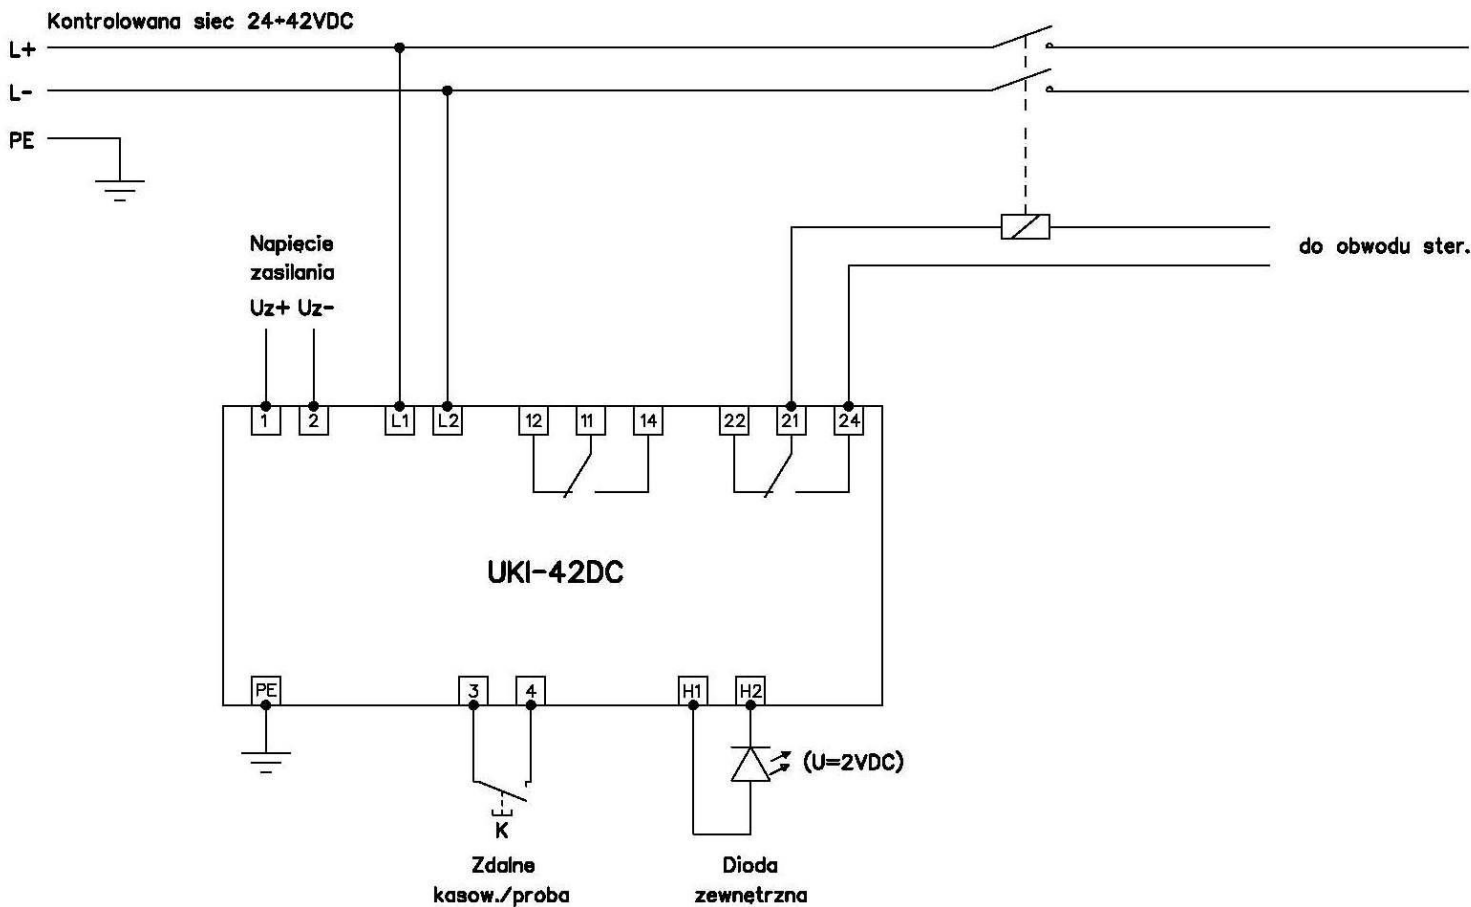 Kontrolowana siec 24+42VDC
L+
L-
PE
Napięcie
zasilania
Uz+ Uz-
do obwodu ster.
1 2 L1 L2 12 11 14 22 21 24
UKI-42DC
PE 3 4 H1 H2
(U=2VDC)
K
Zdalne
kasow./proba
Dioda
zewnętrzna